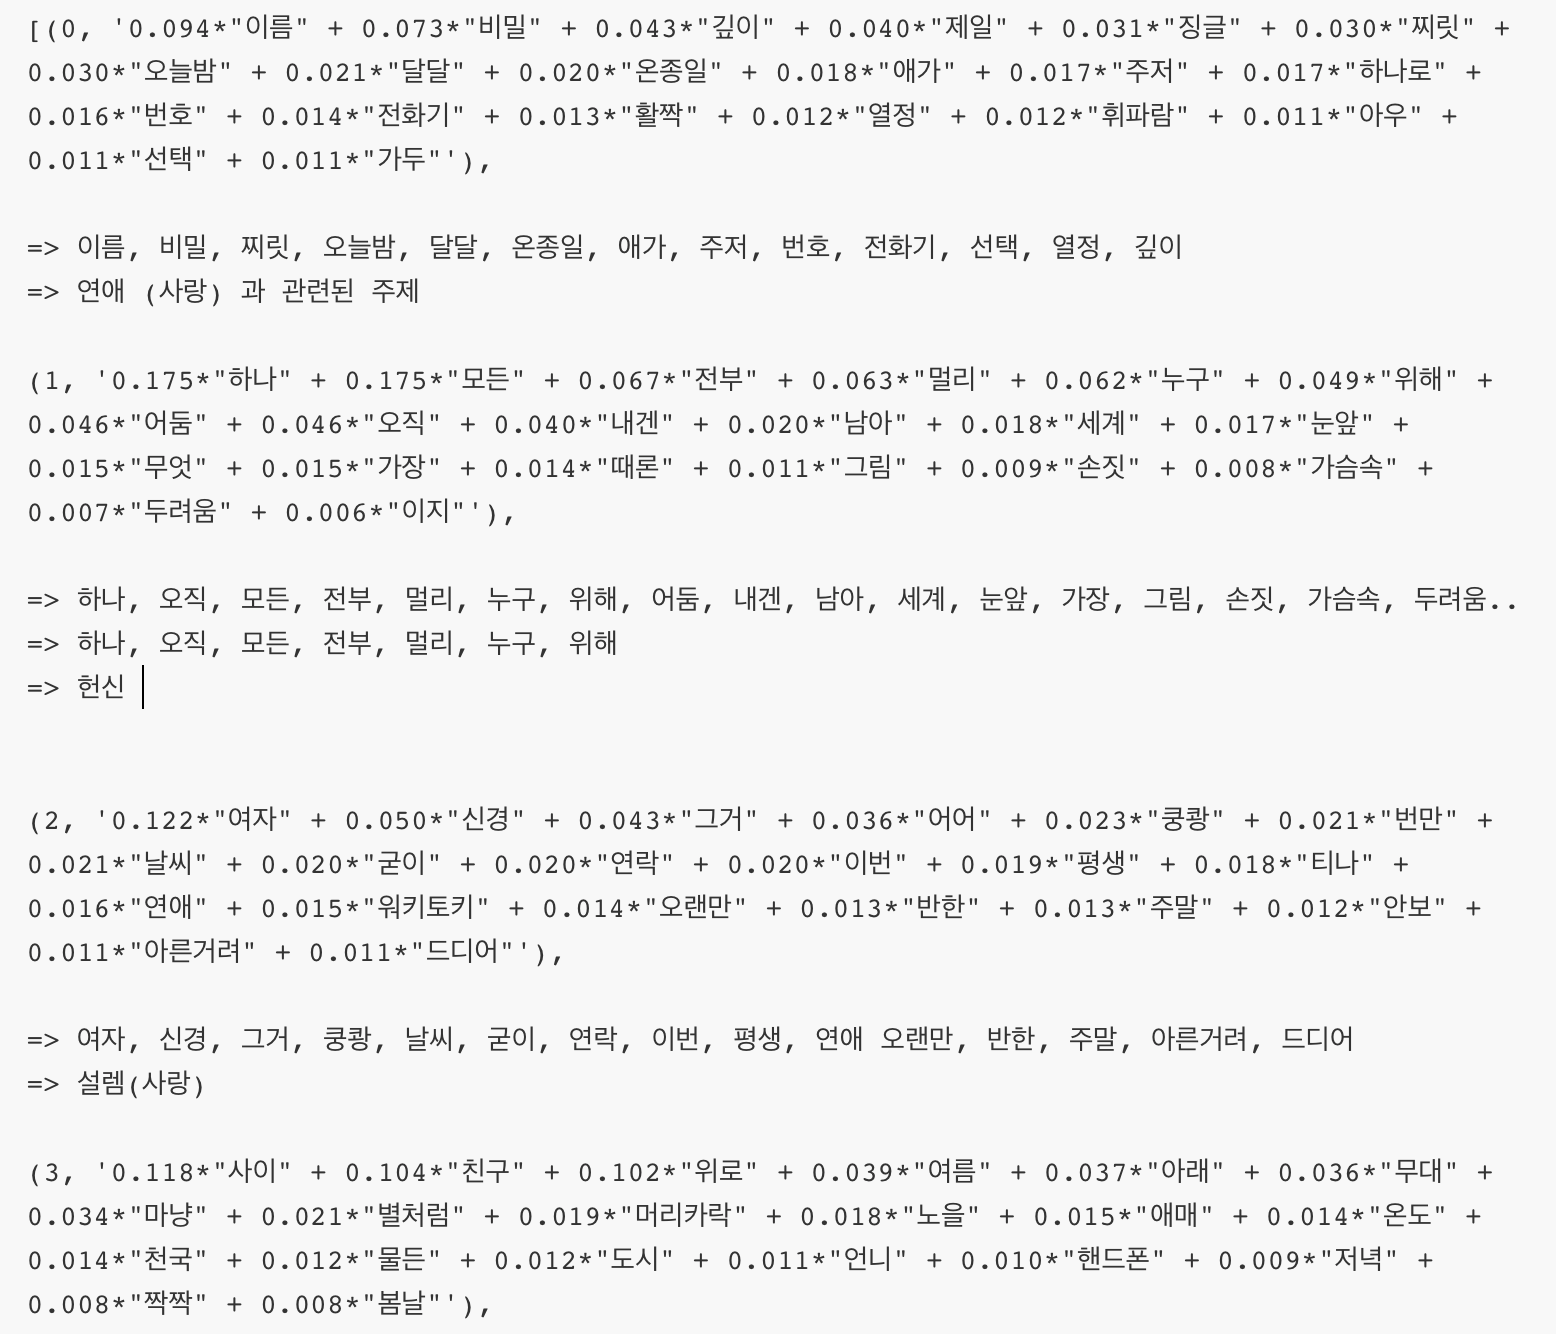 [(0, '0.094*"이름" + 0.073*"비밀" + 0.043*"깊이" + 0.040*"제일" + 0.031*"징글" + 0.030*"찌릿" +
0.030*"오늘밤" + 0.021*"달달" + 0.020*"온종일" + 0.018*"애가" + 0.017*"주저" + 0.017*"하나로" +
0.016*"번호" + 0.014*"전화기" + 0.013*"활짝" + 0.012*"열정" + 0.012*"휘파람" + 0.011*"아우" +
0.011*"선택" + 0.011*"가두"'),
=> 이름, 비밀, 찌릿, 오늘밤, 달달, 온종일, 애가, 주저, 번호, 전화기, 선택, 열정, 깊이
=> 연애 (사랑) 과 관련된 주제
(1, '0.175*"하나" + 0.175*"모든" + 0.067*"전부" + 0.063*"멀리" + 0.062*"누구" + 0.049*"위해" +
0.046*"어둠" + 0.046*"오직" + 0.040*"내겐" + 0.020*"남아" + 0.018*"세계" + 0.017*"눈앞" +
0.015*"무엇" + 0.015*"가장" + 0.014*"때론" + 0.011*"그림" + 0.009*"손짓" + 0.008*"가슴속" +
0.007*"두려움" + 0.006*"이지"'),
=> 하나, 오직, 모든, 전부, 멀리, 누구, 위해, 어둠, 내겐, 남아, 세계, 눈앞, 가장, 그림, 손짓, 가슴속, 두려움..
=> 하나, 오직, 모든, 전부, 멀리, 누구, 위해
=> 헌신
(2, '0.122*"여자" + 0.050*"신경" + 0.043*"그거" + 0.036*"어어" + 0.023*"쿵쾅" + 0.021*"번만" +
0.021*"날씨" + 0.020*"굳이" + 0.020*"연락" + 0.020*"이번" + 0.019*"평생" + 0.018*"티나" +
0.016*"연애" + 0.015*"워키토키" + 0.014*"오랜만" + 0.013*"반한" + 0.013*"주말" + 0.012*"안보" +
0.011*"아른거려" + 0.011*"드디어"'),
=> 여자, 신경, 그거, 쿵쾅, 날씨, 굳이, 연락, 이번, 평생, 연애 오랜만, 반한, 주말, 아른거려, 드디어
=> 설렘(사랑)
(3, '0.118*"사이" + 0.104*"친구" + 0.102*"위로" + 0.039*"여름" + 0.037*"아래" + 0.036*"무대" +
0.034*"마냥" + 0.021*"별처럼" + 0.019*"머리카락" + 0.018*"노을" + 0.015*"애매" + 0.014*"온도" +
0.014*"천국" + 0.012*"물든" + 0.012*"도시" + 0.011*"언니" + 0.010*"핸드폰" + 0.009*"저녁" +
0.008*"짝짝" + 0.008*"봄날"'),